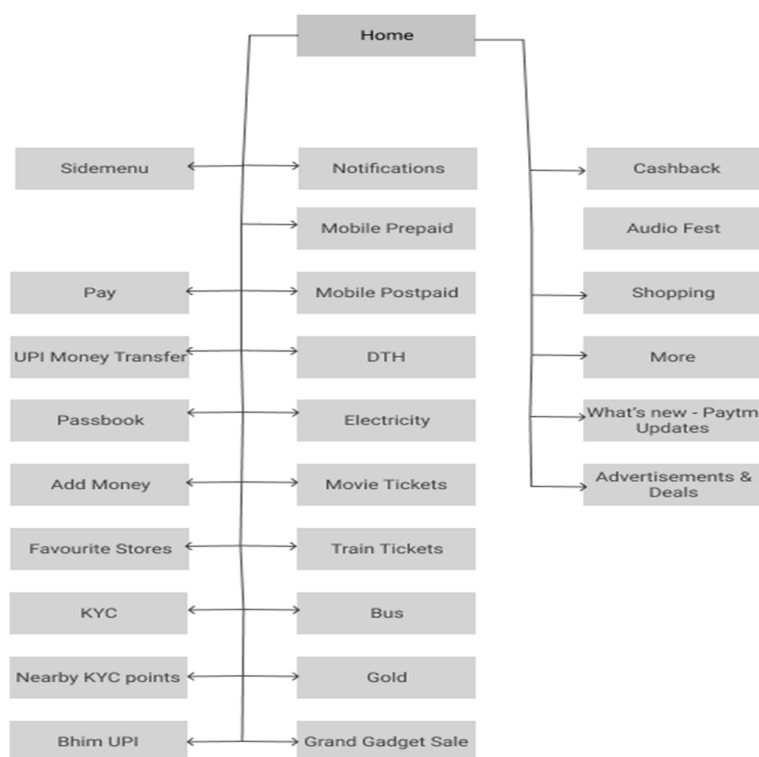 Home
Sidemenu
Notifications
Cashback
Mobile Prepaid
Audio Fest
Pay
Mobile Postpaid
Shopping
UPI Money Transfer
DTH
More
Passbook
Electricity
What's new - Paytm
Updates
Add Money
Movie Tickets
Advertisements &
Deals
Favourite Stores
Train Tickets
KYC
Bus
Nearby KYC points
Gold
Bhim UPI
Grand Gadget Sale